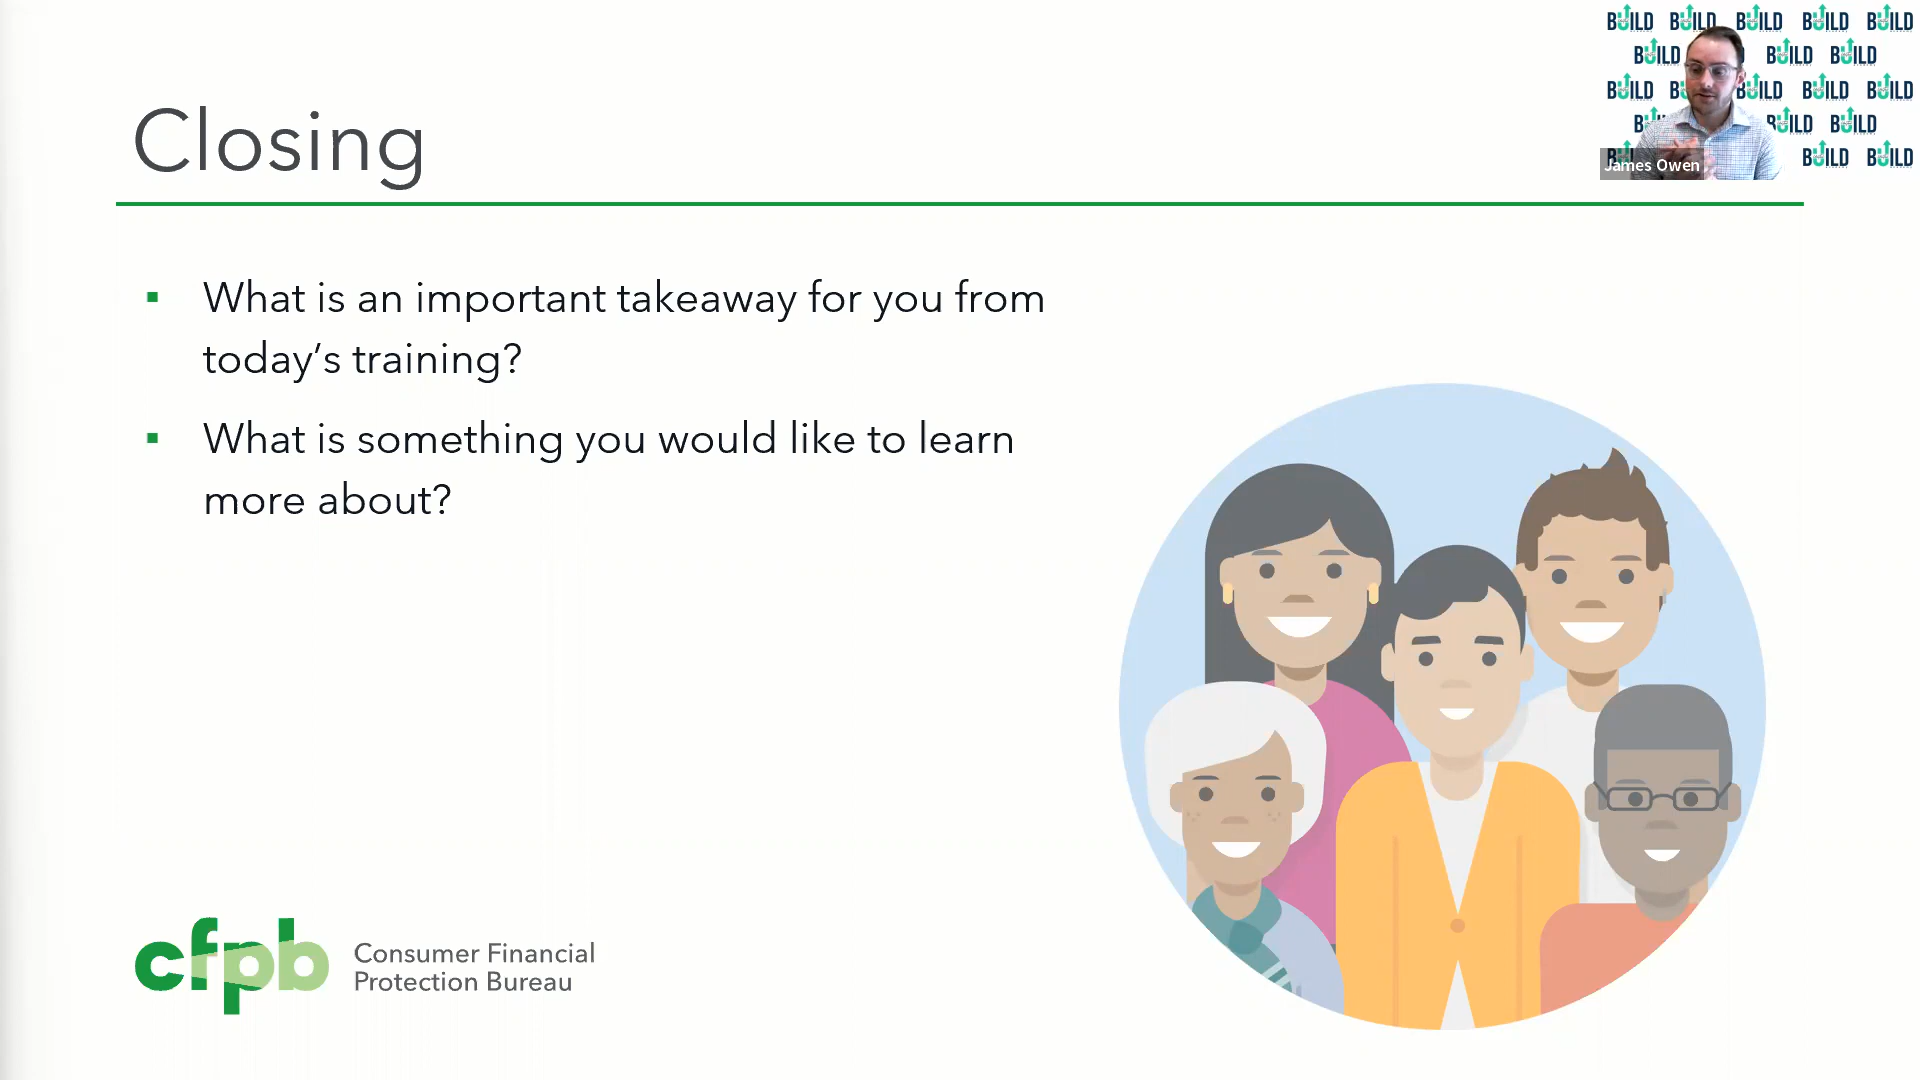 Closing
BUILD BUILD BUILD BUILD BUILD
BUILD BUILD BUILD
BUILD BUILD BUILD BUILD
BUILD BUILD
BUILD BUILD
James Owen
What is an important takeaway for you from
today’s training?
What is something you would like to learn
more about?
cfpb
Consumer Financial
Protection Bureau